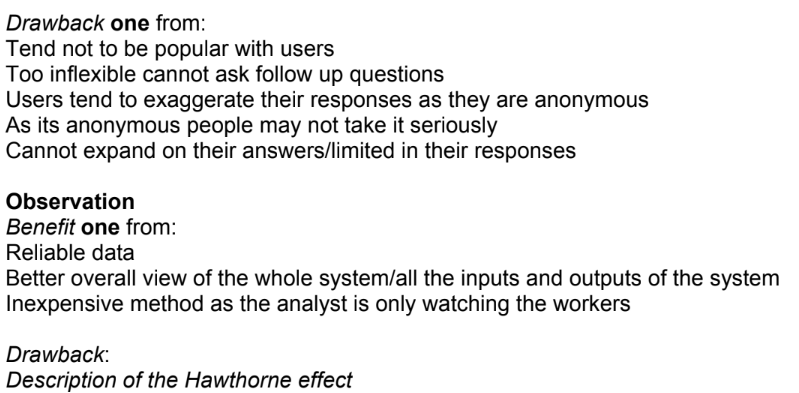 Drawback one from:
Tend not to be popular with users
Too inflexible cannot ask follow up questions
Users tend to exaggerate their responses as they are anonymous
As its anonymous people may not take it seriously
Cannot expand on their answers/limited in their responses
Observation
Benefit one from:
Reliable data
Better overall view of the whole system/all the inputs and outputs of the system
Inexpensive method as the analyst is only watching the workers
Drawback:
Description of the Hawthorne effect